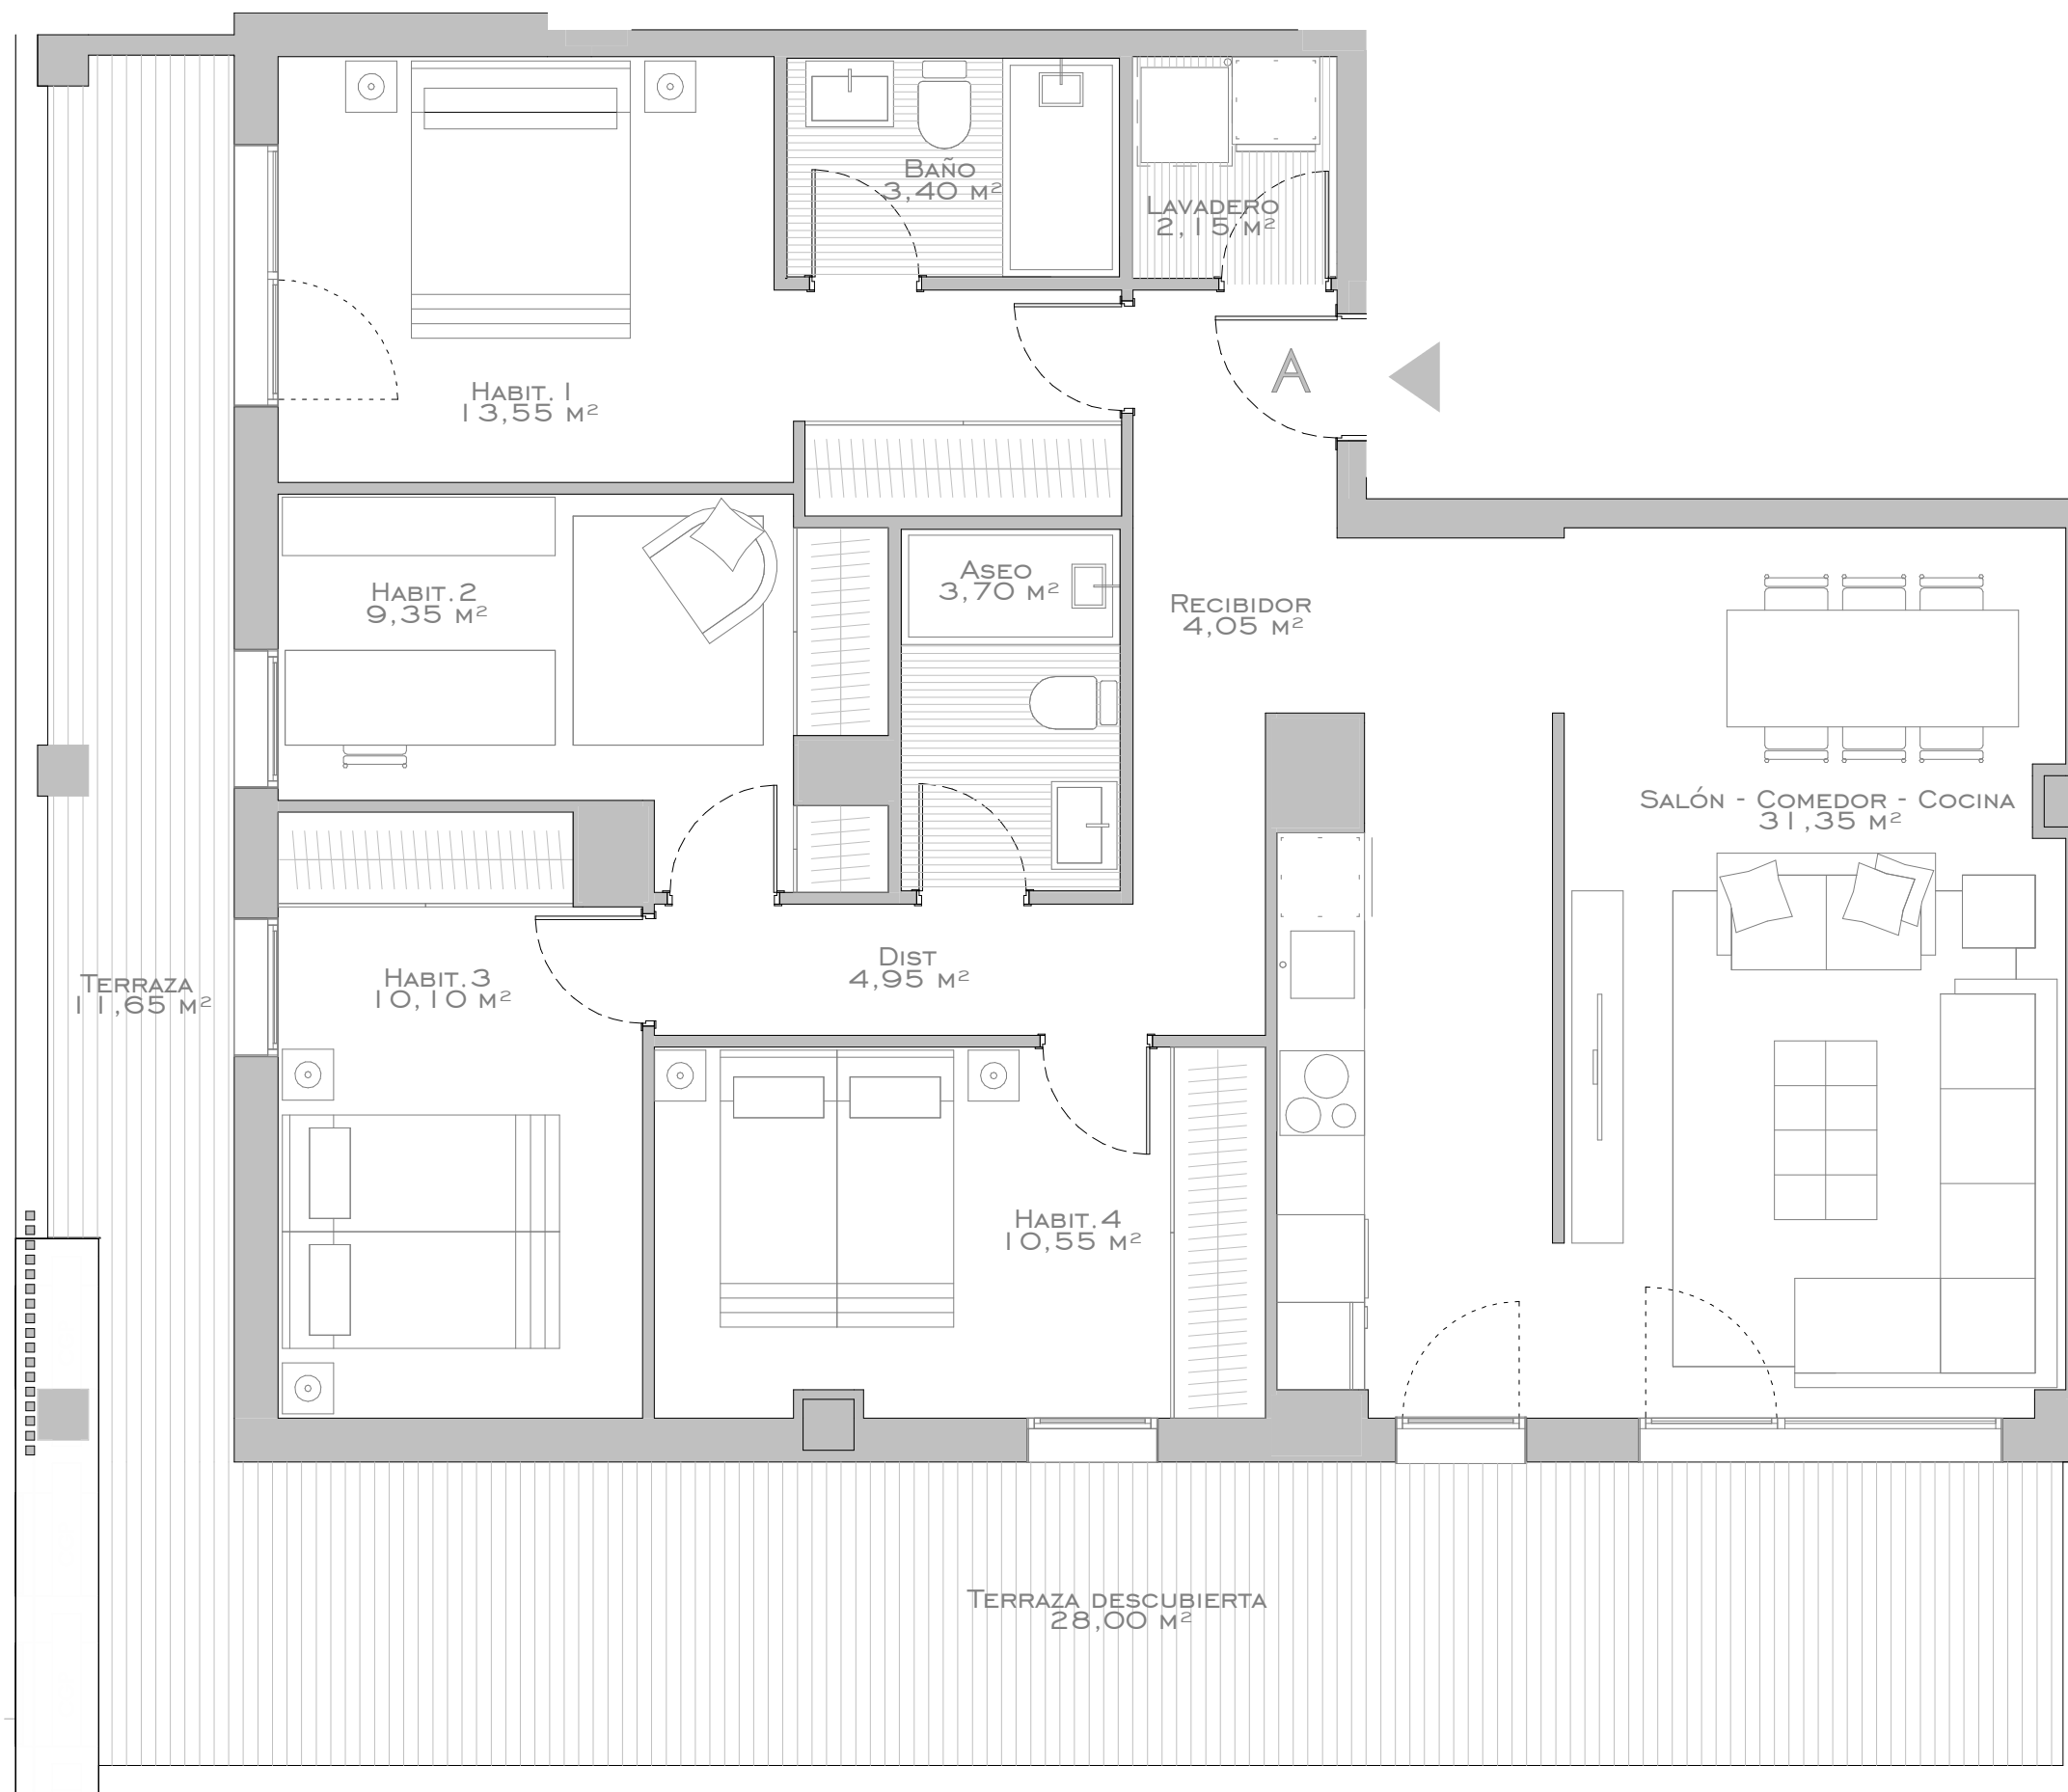 Baño
3,40 m²
Lavadero
2,15 m²
A
Habit. 1
13,55 m²
Habit.2
9,35 m²
Aseo
3,70 m²
Recibidor
4,05 m²
Salón - Comedor - Cocina
31,35 m²
Terraza
11,65 m²
Habit.3
10,10 m²
Dist
4,95 m²
Habit.4
10,55 m²
Terraza descubierta
28,00 m²